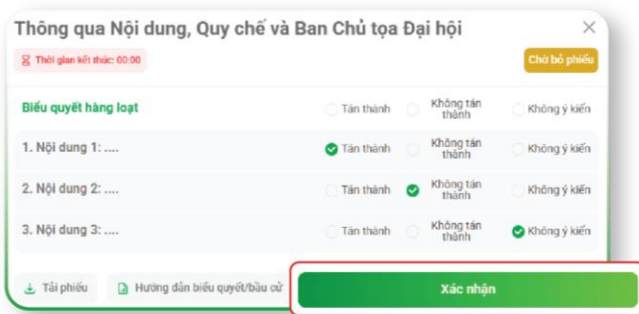 Thông qua Nội dung, Quy chế và Ban Chủ tọa Đại hội
Thời gian kết thúc: 00:00
Chờ bỏ phiếu
Biểu quyết hàng loạt Tán thành Không tán thành Không ý kiến
1. Nội dung 1: .... Tán thành Không tán thành Không ý kiến
2. Nội dung 2: .... Tán thành Không tán thành Không ý kiến
3. Nội dung 3: .... Tán thành Không tán thành Không ý kiến
Tải phiếu Hướng dẫn biểu quyết/bầu cử Xác nhận